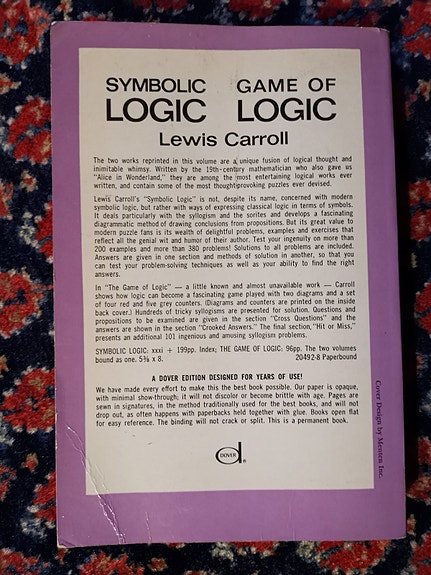 SYMBOLIC GAME OF
LOGIC LOGIC
Lewis Carroll
The two works reprinted in this volume are a unique fusion of logical thought and
inimitable whimsy. Written by the 19th-century mathematician who also gave us
"Alice in Wonderland," they are among the most entertaining logical works ever
written, and contain some of the most thought-provoking puzzles ever devised.
Lewis Carroll's "Symbolic Logic" is not, despite its name, concerned with modern
symbolic logic, but rather with ways of expressing classical logic in terms of symbols.
It deals particularly with the syllogism and the sorites and develops a fascinating
diagrammatic method of drawing conclusions from propositions. But its great value to
modern puzzle fans is its wealth of delightful problems, examples and exercises that
reflect all the genial wit and humor of their author. Test your ingenuity on more than
200 examples and more than 380 problems! Solutions to all problems are included.
Answers are given in one section and methods of solution in another, so that you
can test your problem-solving techniques as well as your ability to find the right
answers.
In "The Game of Logic" — a little known and almost unavailable work — Carroll
shows how logic can become a fascinating game played with two diagrams and a set
of four red and five grey counters. (Diagrams and counters are printed on the inside
back cover.) Hundreds of tricky syllogisms are presented for solution. Questions and
propositions to be examined are given in the section "Cross Questions" and the
answers are shown in the section "Crooked Answers." The final section, "Hit or Miss,"
presents an additional 101 ingenious and amusing syllogism problems.
SYMBOLIC LOGIC: xxxi + 199pp. Index; THE GAME OF LOGIC: 96pp. The two volumes
bound as one. 5⅜ x 8. 20492-8 Paperbound
A DOVER EDITION DESIGNED FOR YEARS OF USE!
We have made every effort to make this the best book possible. Our paper is opaque,
with minimal show-through; it will not discolor or become brittle with age. Pages are
sewn in signatures, in the method traditionally used for the best books, and will not
drop out, as often happens with paperbacks held together with glue. Books open flat
for easy reference. The binding will not crack or split. This is a permanent book.
DOVER
®
Cover Design by Menten Inc.